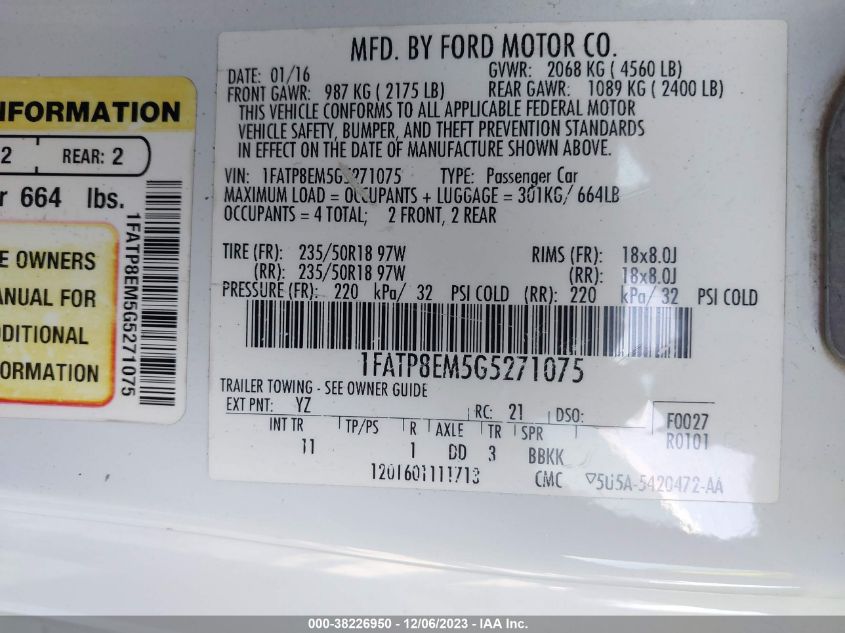 INFORMATION
2 REAR: 2
r 664 lbs.
E OWNERS
ANUAL FOR
DDITIONAL
FORMATION
1FATP8EM5G5271075
MFD. BY FORD MOTOR CO.
DATE: 01/16 GVWR: 2068 KG ( 4560 LB)
FRONT GAWR: 987 KG ( 2175 LB) REAR GAWR: 1089 KG ( 2400 LB)
THIS VEHICLE CONFORMS TO ALL APPLICABLE FEDERAL MOTOR
VEHICLE SAFETY, BUMPER, AND THEFT PREVENTION STANDARDS
IN EFFECT ON THE DATE OF MANUFACTURE SHOWN ABOVE.
VIN: 1FATP8EM5G5271075 TYPE: Passenger Car
MAXIMUM LOAD = OCCUPANTS + LUGGAGE = 301KG/ 664LB
OCCUPANTS = 4 TOTAL; 2 FRONT, 2 REAR
TIRE (FR): 235/50R18 97W RIMS (FR): 18x8.0J
(RR): 235/50R18 97W (RR): 18x8.0J
PRESSURE (FR): 220 kPa/ 32 PSI COLD (RR): 220 kPa/ 32 PSI COLD
1FATP8EM5G5271075
TRAILER TOWING - SEE OWNER GUIDE
EXT PNT: YZ RC: 21 DSO: F0027
INT TR TP/PS R AXLE TR SPR R0101
11 1 DD 3 BBKK
1201601111713 CMC ▽5U5A-5420472-AA
000-38226950 - 12/06/2023 - IAA Inc.